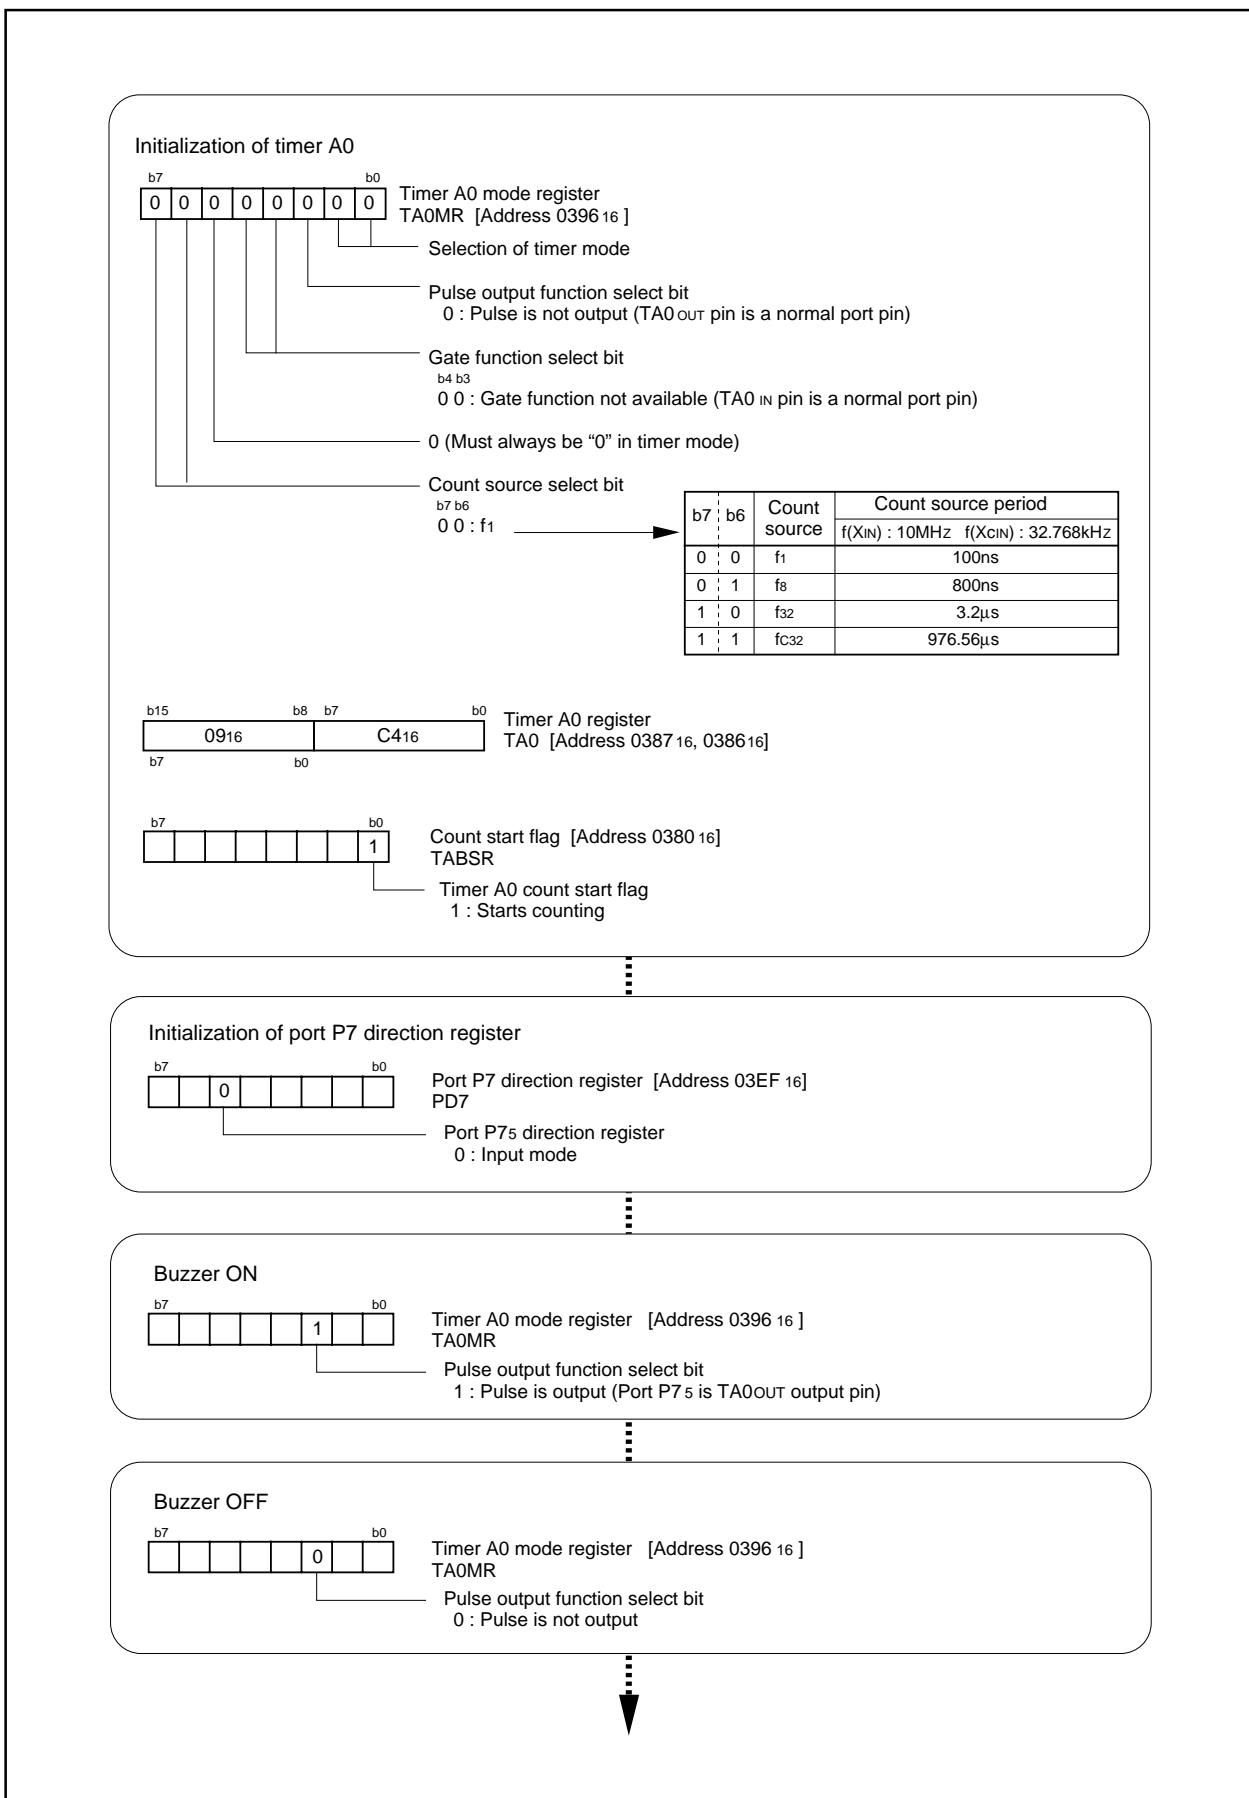 Initialization of timer A0
b7 b0
0 0 0 0 0 0 0 0
Timer A0 mode register
TA0MR [Address 0396 16 ]
Selection of timer mode
Pulse output function select bit
0 : Pulse is not output (TA0 OUT pin is a normal port pin)
Gate function select bit
b4 b3
0 0 : Gate function not available (TA0 IN pin is a normal port pin)
0 (Must always be “0” in timer mode)
Count source select bit
b7 b6
0 0 : f1
b7 b6 Count source Count source period
f(XIN) : 10MHz f(XcIN) : 32.768kHz
0 0 f1 100ns
0 1 f8 800ns
1 0 f32 3.2µs
1 1 fC32 976.56µs
b15 b8 b7 b0
0916 C416
b7 b0
Timer A0 register
TA0 [Address 0387 16, 0386 16]
b7 b0
1
Count start flag [Address 0380 16]
TABSR
Timer A0 count start flag
1 : Starts counting
Initialization of port P7 direction register
b7 b0
0
Port P7 direction register [Address 03EF 16]
PD7
Port P75 direction register
0 : Input mode
Buzzer ON
b7 b0
1
Timer A0 mode register [Address 0396 16 ]
TA0MR
Pulse output function select bit
1 : Pulse is output (Port P7 5 is TA0OUT output pin)
Buzzer OFF
b7 b0
0
Timer A0 mode register [Address 0396 16 ]
TA0MR
Pulse output function select bit
0 : Pulse is not output